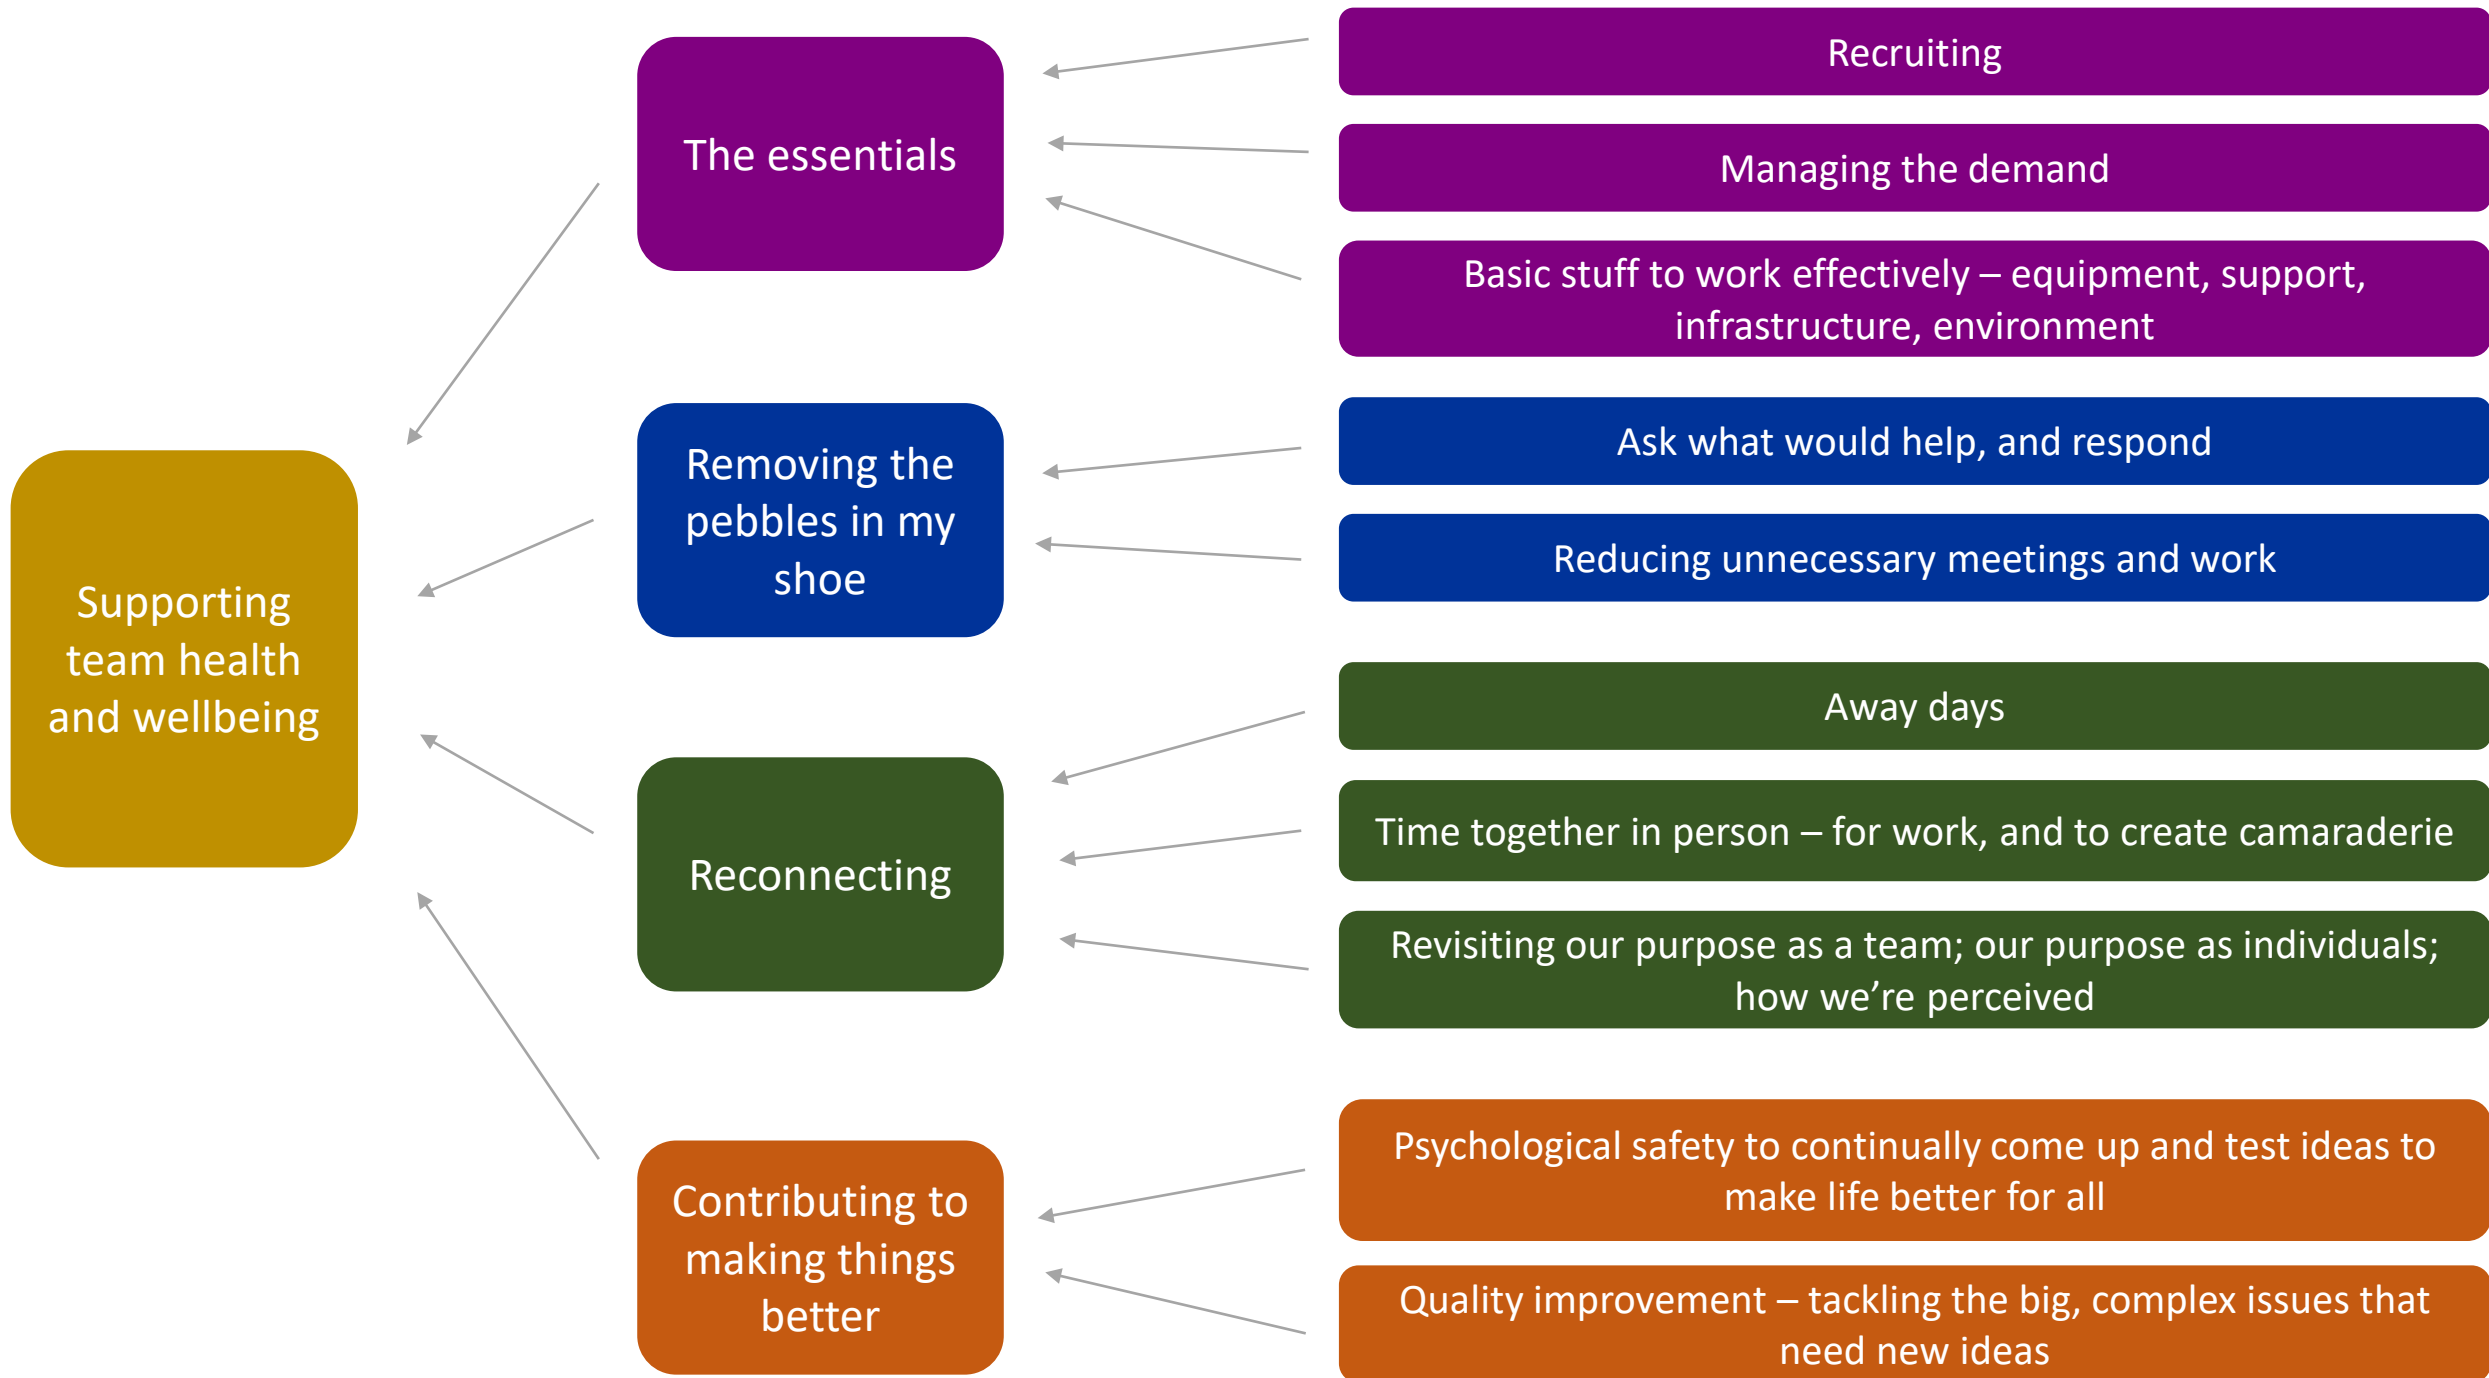 Recruiting
The essentials
Managing the demand
Basic stuff to work effectively – equipment, support,
infrastructure, environment
Removing the
pebbles in my
shoe
Ask what would help, and respond
Reducing unnecessary meetings and work
Supporting
team health
and wellbeing
Away days
Reconnecting
Time together in person – for work, and to create camaraderie
Revisiting our purpose as a team; our purpose as individuals;
how we’re perceived
Contributing to
making things
better
Psychological safety to continually come up and test ideas to
make life better for all
Quality improvement – tackling the big, complex issues that
need new ideas